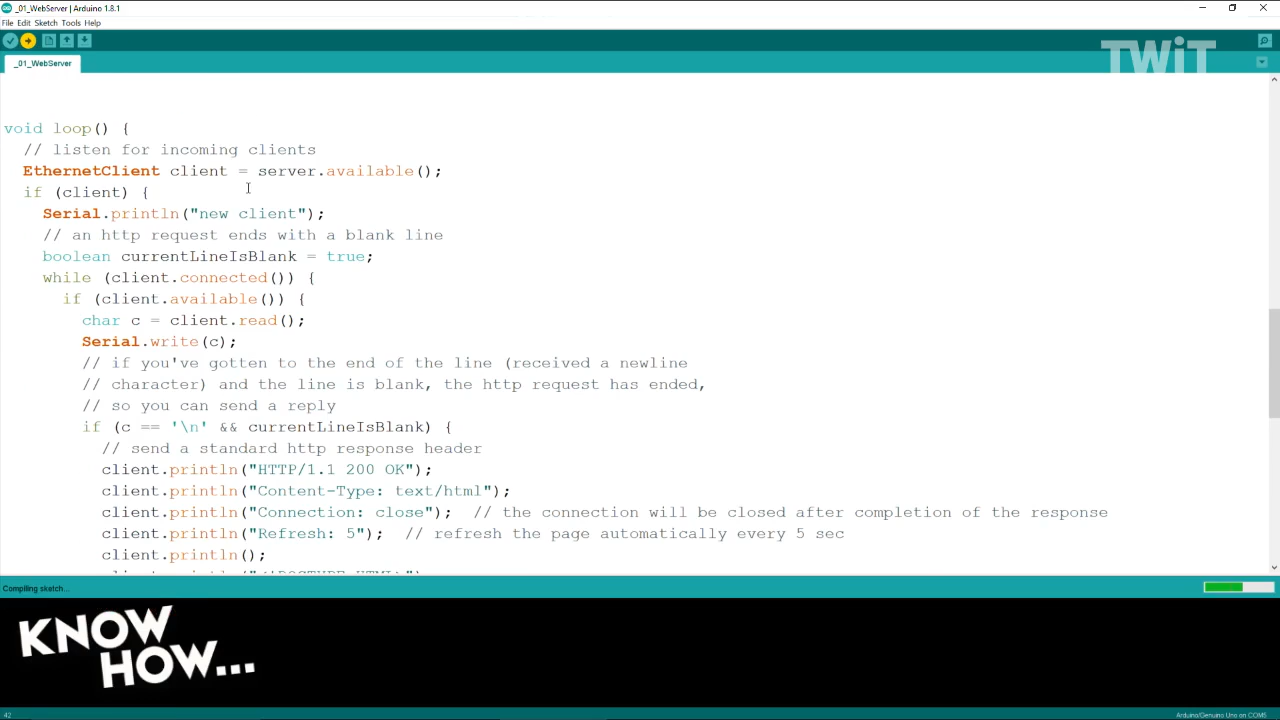 _01_WebServer | Arduino 1.8.1
File Edit Sketch Tools Help
TWiT
_01_WebServer
void loop() {
  // listen for incoming clients
  EthernetClient client = server.available();
  if (client) {
    Serial.println("new client");
    // an http request ends with a blank line
    boolean currentLineIsBlank = true;
    while (client.connected()) {
      if (client.available()) {
        char c = client.read();
        Serial.write(c);
        // if you've gotten to the end of the line (received a newline
        // character) and the line is blank, the http request has ended,
        // so you can send a reply
        if (c == '\n' && currentLineIsBlank) {
          // send a standard http response header
          client.println("HTTP/1.1 200 OK");
          client.println("Content-Type: text/html");
          client.println("Connection: close");  // the connection will be closed after completion of the response
          client.println("Refresh: 5");  // refresh the page automatically every 5 sec
          client.println();
Compiling sketch...
KNOW
HOW...
42
Arduino/Genuino Uno on COM5